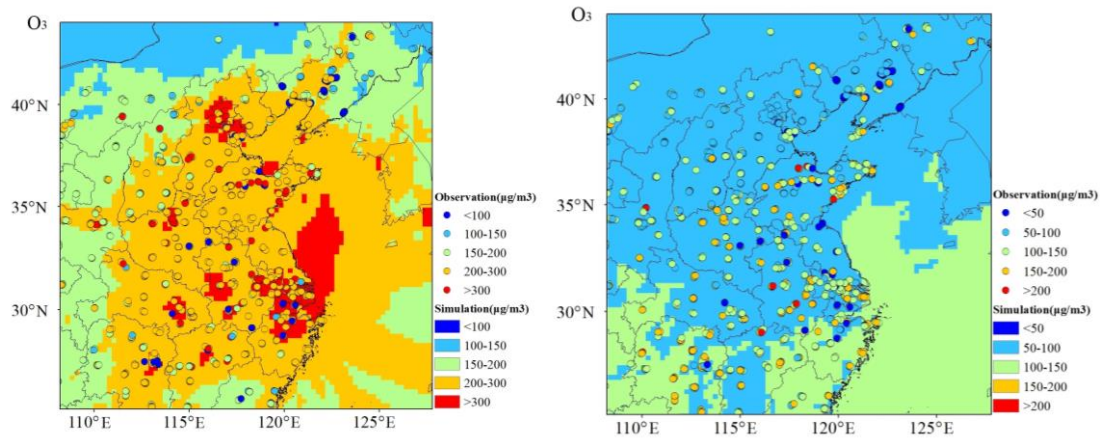 O3
40°N
35°N
30°N
110°E 115°E 120°E 125°E
Observation(μg/m3)
<100
100-150
150-200
200-300
>300
Simulation(μg/m3)
<100
100-150
150-200
200-300
>300
O3
40°N
35°N
30°N
110°E 115°E 120°E 125°E
Observation(μg/m3)
<50
50-100
100-150
150-200
>200
Simulation(μg/m3)
<50
50-100
100-150
150-200
>200